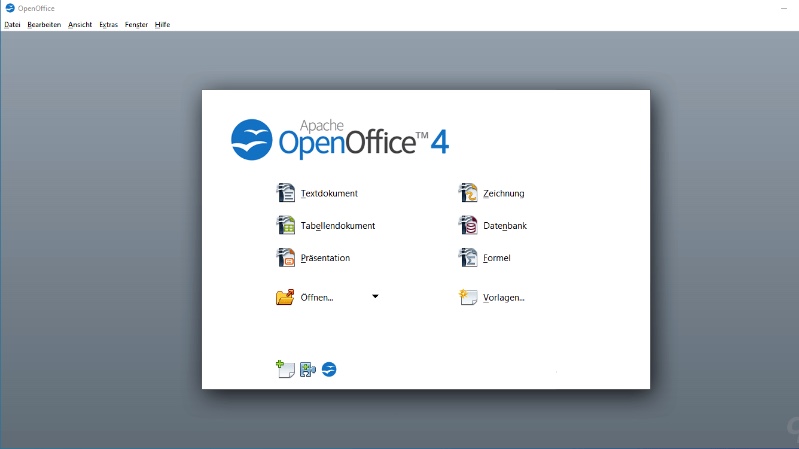 OpenOffice
Datei Bearbeiten Ansicht Extras Fenster Hilfe
Apache
OpenOffice™ 4
Textdokument
Zeichnung
Tabellendokument
Datenbank
Präsentation
Formel
Öffnen...
Vorlagen...